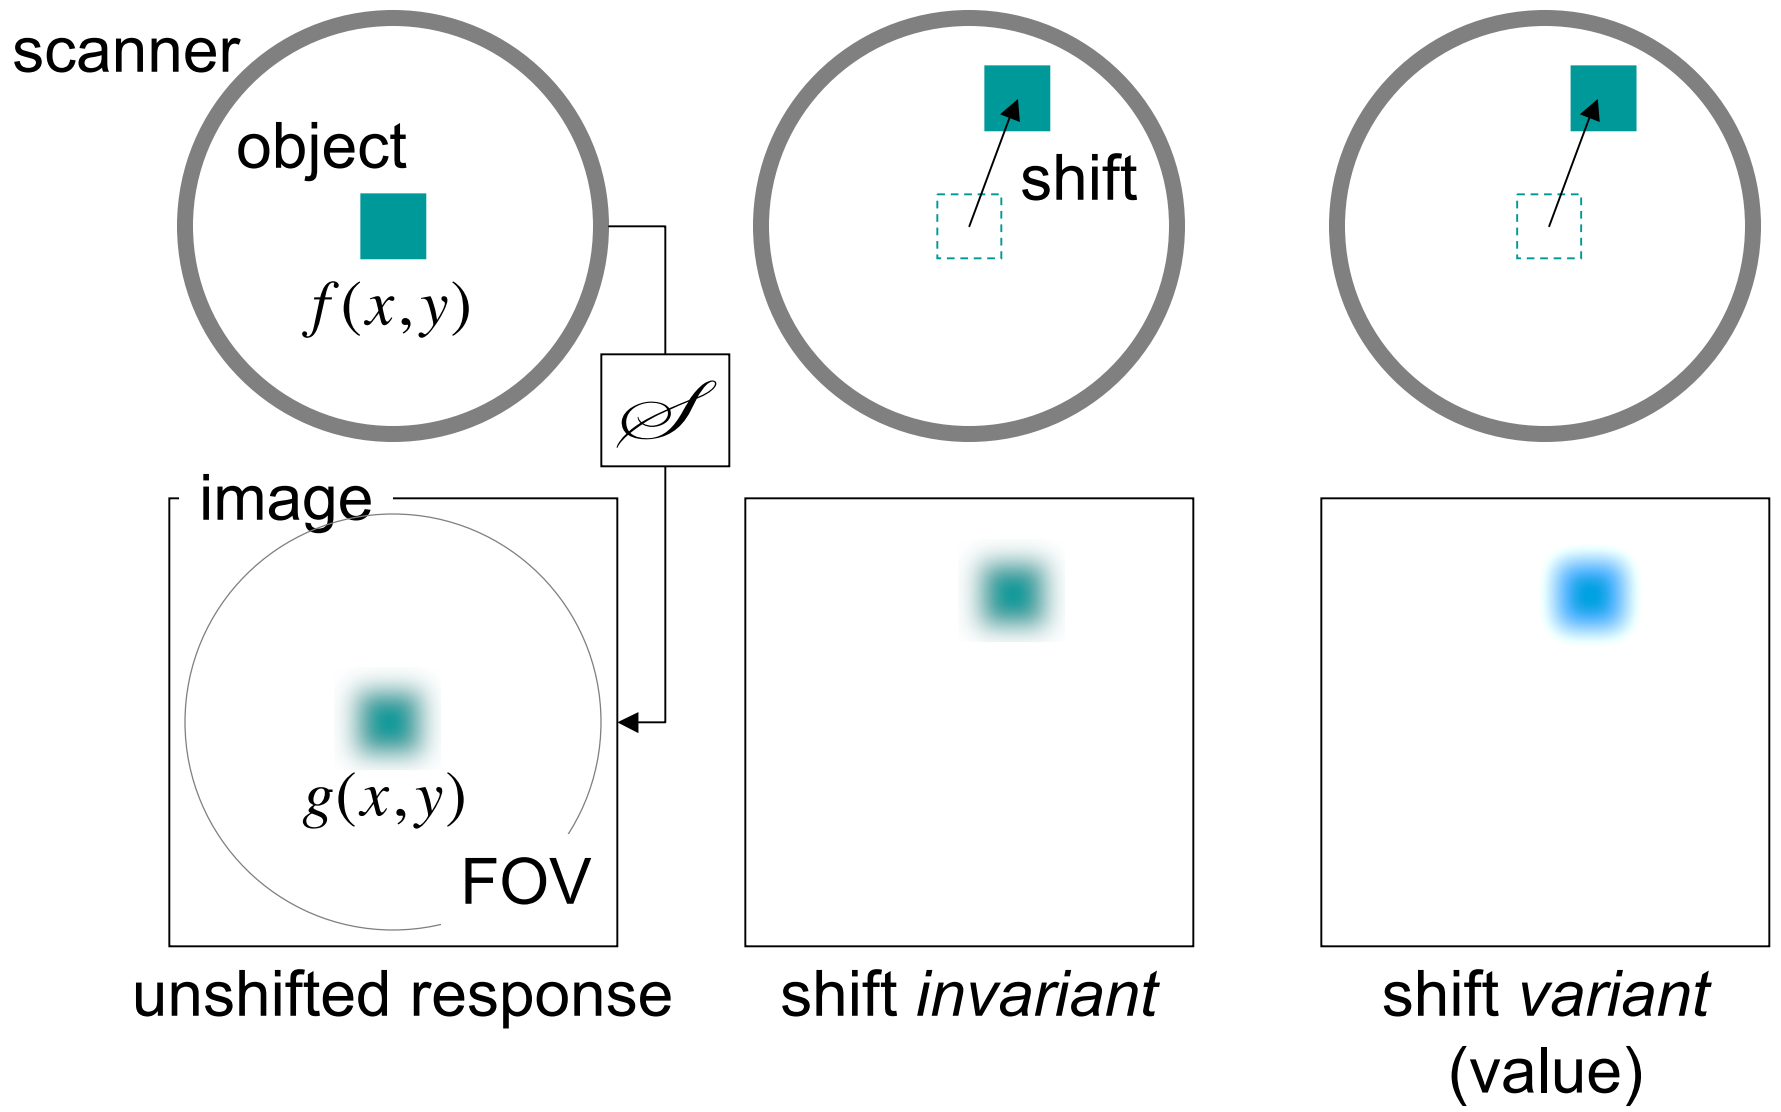 scanner
object
f(x,y)
shift
𝒮
image
g(x,y)
FOV
unshifted response
shift invariant
shift variant
(value)